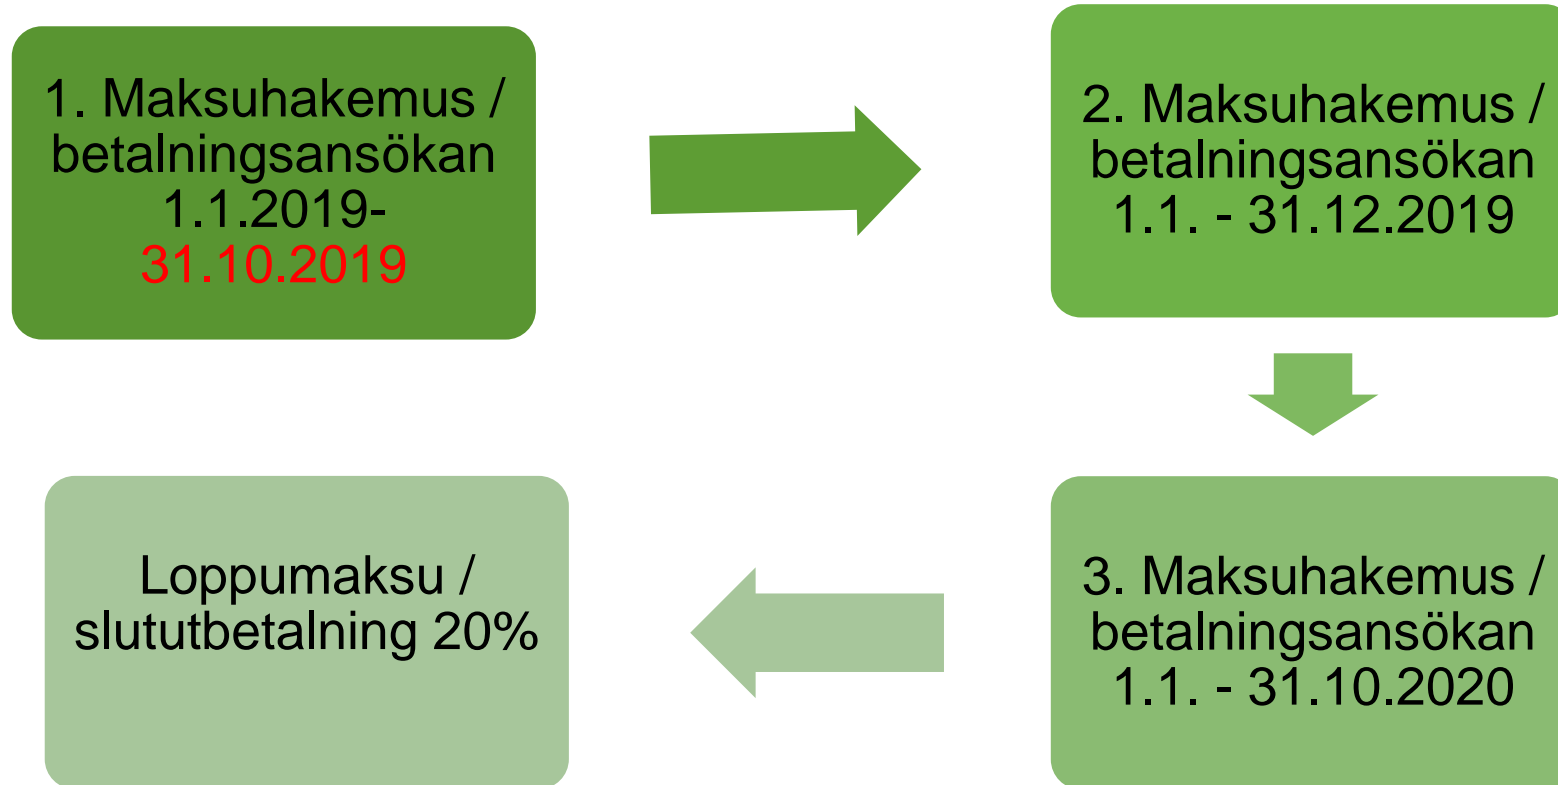 1. Maksuhakemus /
betalningsansökan
1.1.2019-
31.10.2019
2. Maksuhakemus /
betalningsansökan
1.1. - 31.12.2019
3. Maksuhakemus /
betalningsansökan
1.1. - 31.10.2020
Loppumaksu /
slututbetalning 20%